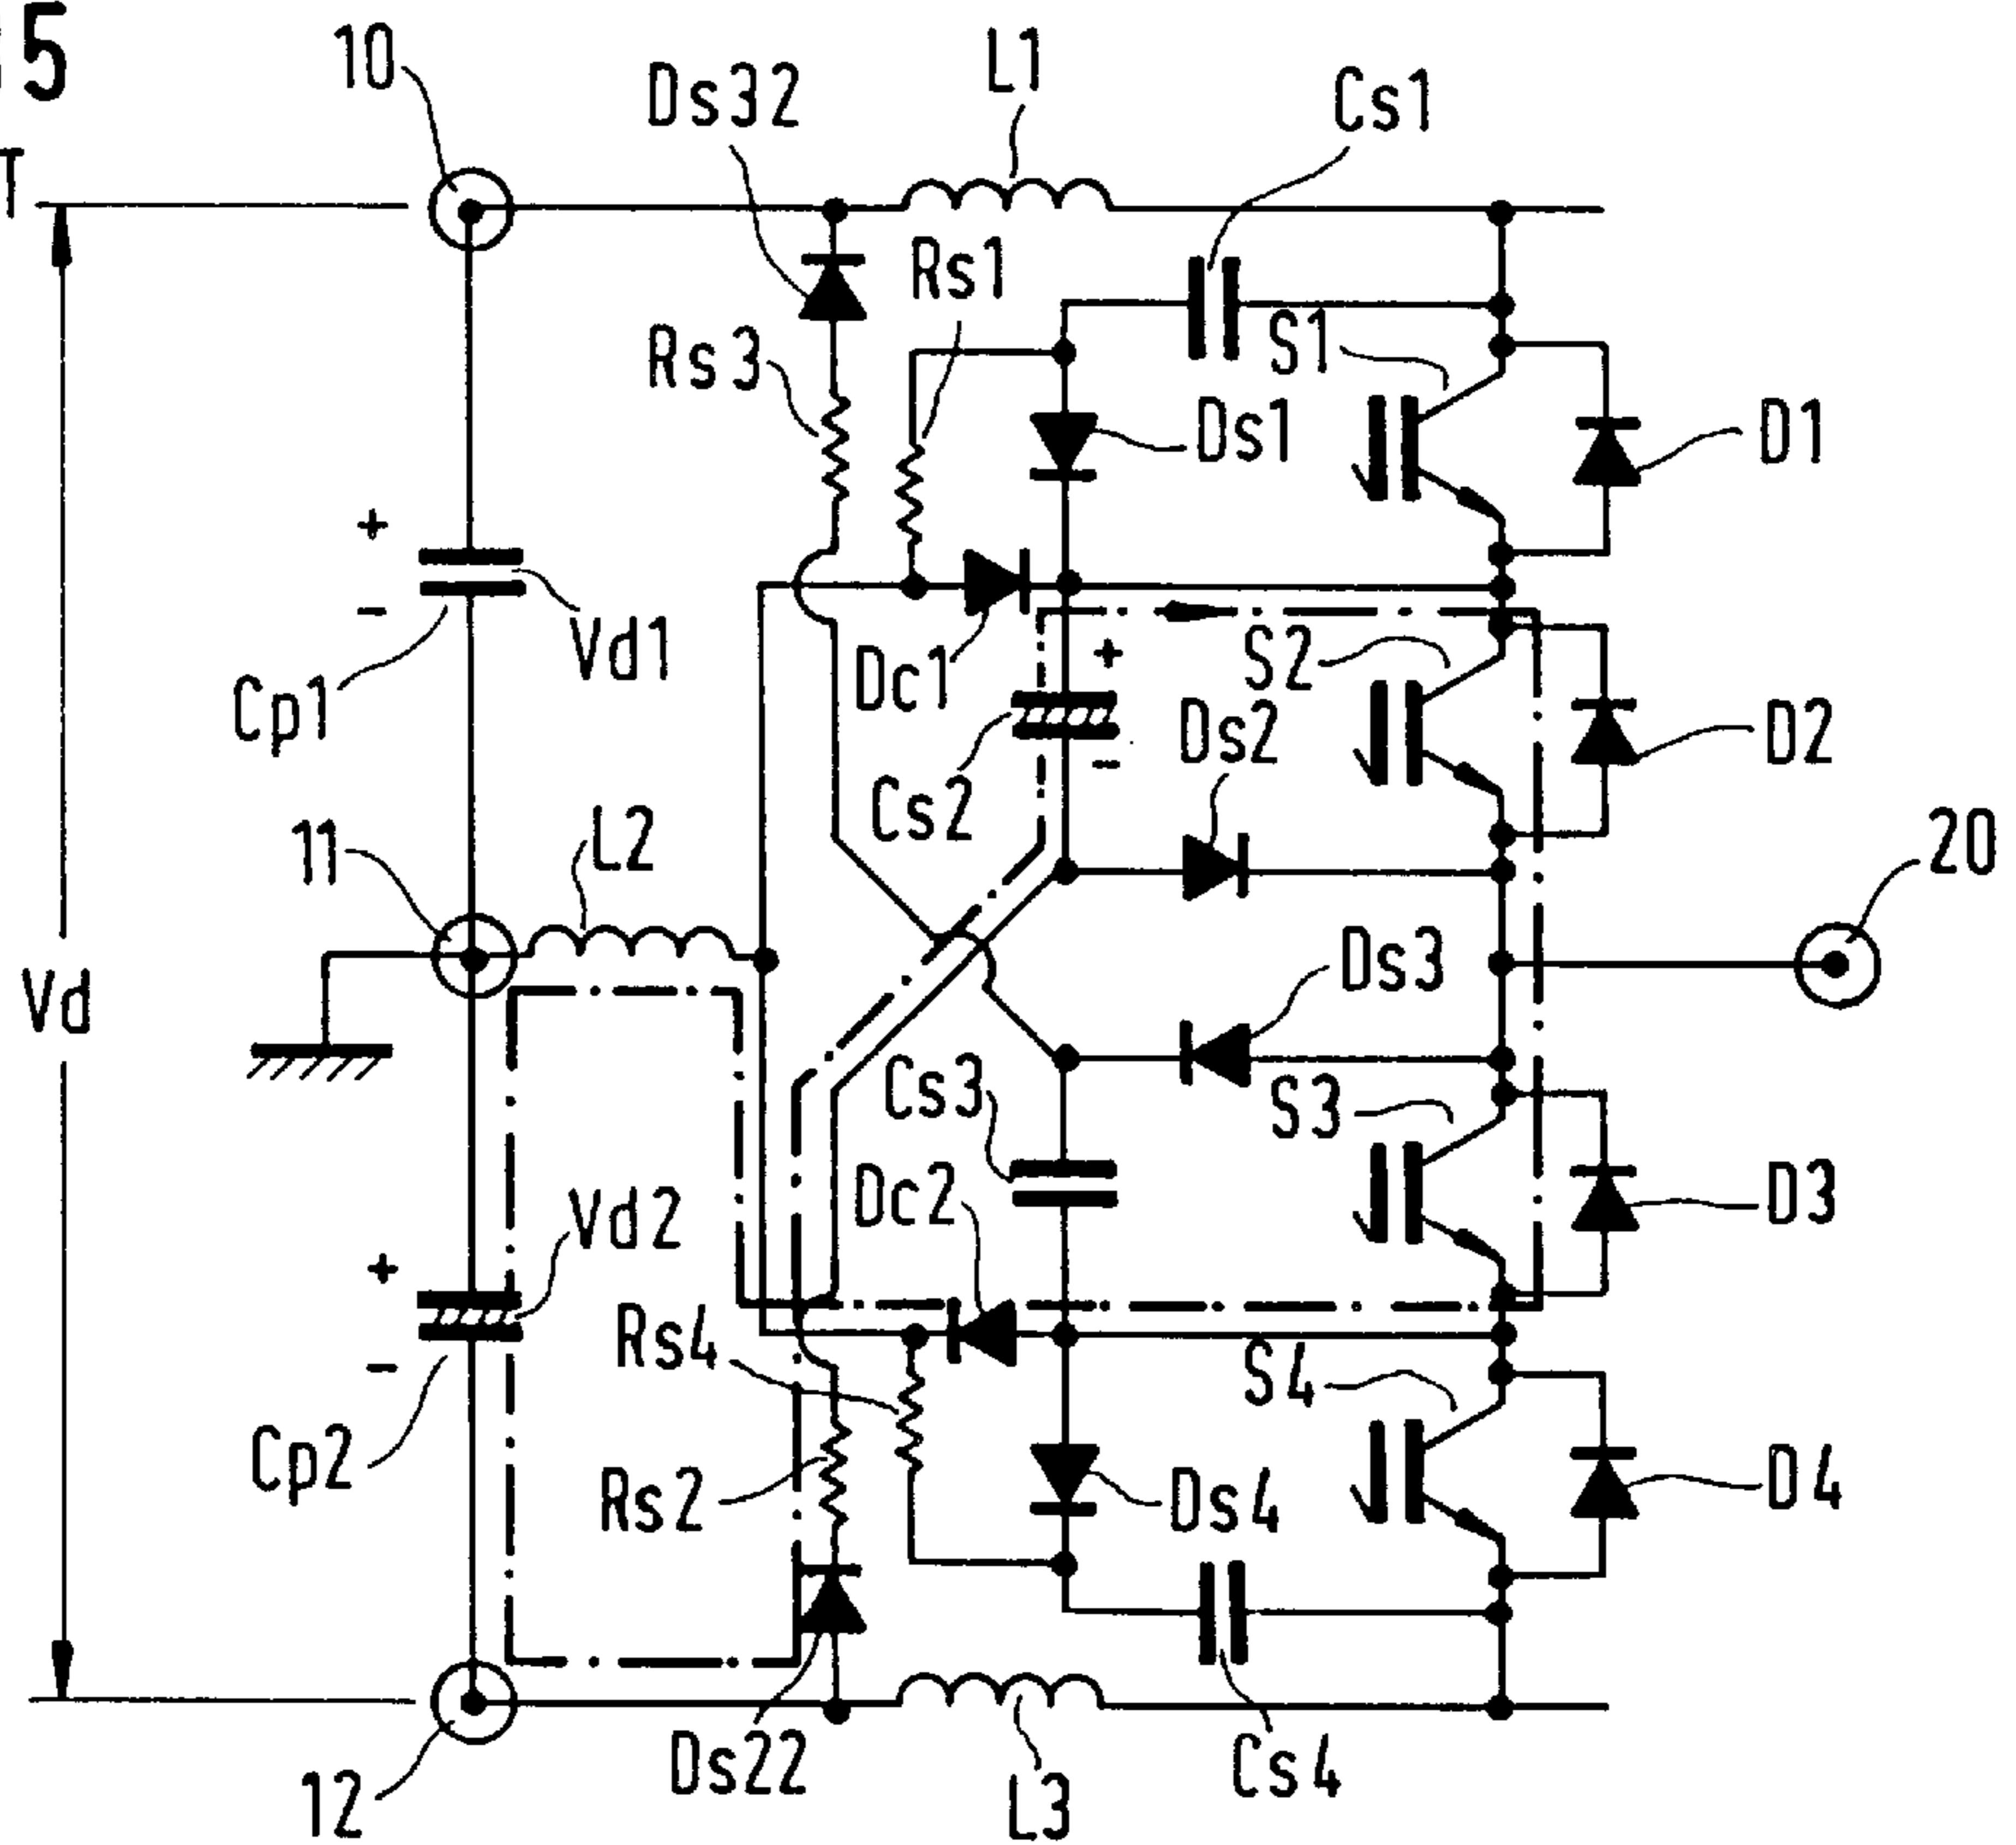 5
10
L1
Ds32
Cs1
T
Rs1
S1
Rs3
Ds1
D1
+
-
Vd1
S2
Dc1
+
Cp1
Ds2
D2
-
Cs2
11
L2
20
Ds3
Vd
Cs3
S3
Dc2
D3
Vd2
+
Rs4
-
S4
Cp2
D4
Rs2
Ds4
Ds22
Cs4
12
L3